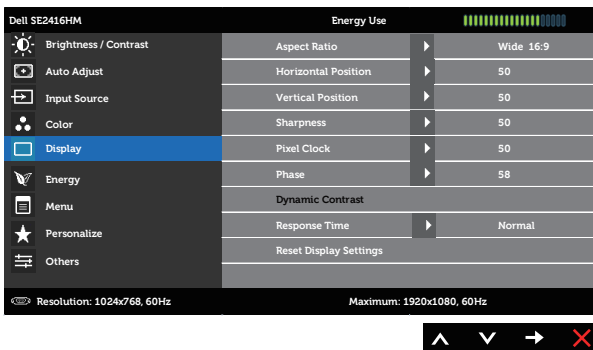 Dell SE2416HM Energy Use
Brightness / Contrast Aspect Ratio Wide 16:9
Auto Adjust Horizontal Position 50
Input Source Vertical Position 50
Color Sharpness 50
Display Pixel Clock 50
Energy Phase 58
Menu Dynamic Contrast
Personalize Response Time Normal
Others Reset Display Settings
Resolution: 1024x768, 60Hz Maximum: 1920x1080, 60Hz